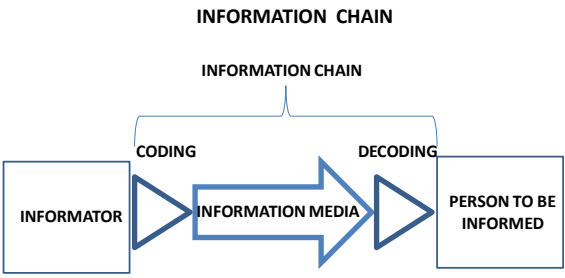 INFORMATION CHAIN
INFORMATION CHAIN
CODING
DECODING
INFORMATOR
INFORMATION MEDIA
PERSON TO BE
INFORMED